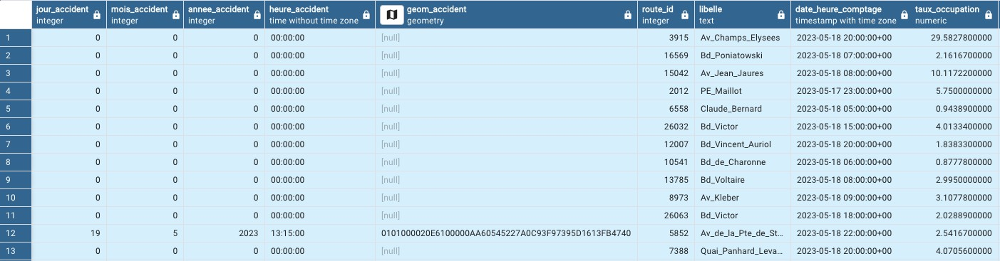 jour_accident mois_accident annee_accident heure_accident geom_accident route_id libelle date_heure_comptage taux_occupation
integer integer integer time without time zone geometry integer text timestamp with time zone numeric
1 0 0 0 00:00:00 [null] 3915 Av_Champs_Elysees 2023-05-18 20:00:00+00 29.5827800000
2 0 0 0 00:00:00 [null] 16569 Bd_Poniatowski 2023-05-18 07:00:00+00 2.1616700000
3 0 0 0 00:00:00 [null] 15042 Av_Jean_Jaures 2023-05-18 08:00:00+00 10.1172200000
4 0 0 0 00:00:00 [null] 2012 PE_Maillot 2023-05-17 23:00:00+00 5.7500000000
5 0 0 0 00:00:00 [null] 6558 Claude_Bernard 2023-05-18 05:00:00+00 0.9438900000
6 0 0 0 00:00:00 [null] 26032 Bd_Victor 2023-05-18 15:00:00+00 4.0133400000
7 0 0 0 00:00:00 [null] 12007 Bd_Vincent_Auriol 2023-05-18 20:00:00+00 1.8383300000
8 0 0 0 00:00:00 [null] 10541 Bd_de_Charonne 2023-05-18 06:00:00+00 0.8777800000
9 0 0 0 00:00:00 [null] 13785 Bd_Voltaire 2023-05-18 08:00:00+00 2.9950000000
10 0 0 0 00:00:00 [null] 8973 Av_Kleber 2023-05-18 09:00:00+00 3.1077800000
11 0 0 0 00:00:00 [null] 26063 Bd_Victor 2023-05-18 18:00:00+00 2.0288900000
12 19 5 2023 13:15:00 0101000020E6100000AA60545227A0C93F97395D1613FB4740 5852 Av_de_la_Pte_de_St... 2023-05-18 22:00:00+00 2.5416700000
13 0 0 0 00:00:00 [null] 7388 Quai_Panhard_Leva... 2023-05-18 20:00:00+00 4.0705600000